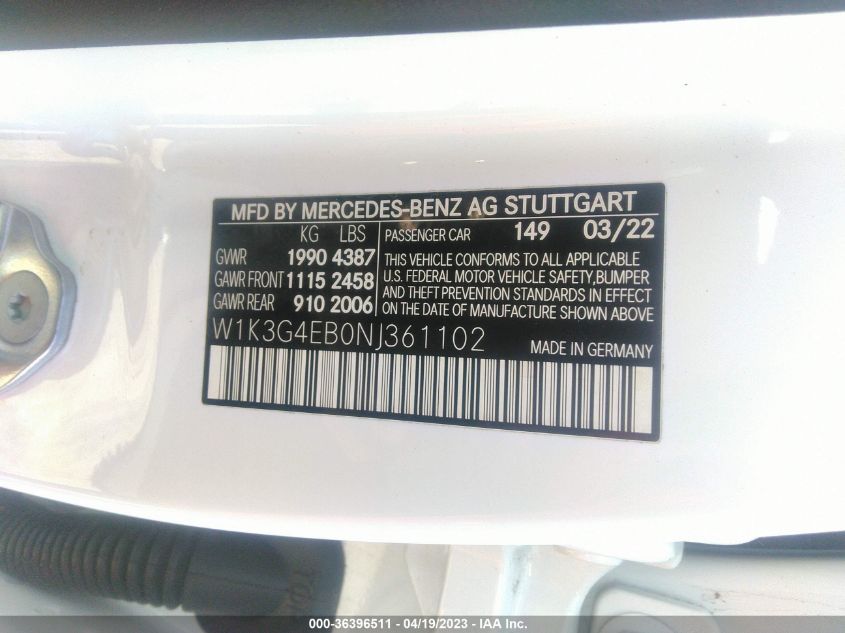 MFD BY MERCEDES-BENZ AG STUTTGART
KG LBS PASSENGER CAR 149 03/22
GVWR 1990 4387
GAWR FRONT 1115 2458
GAWR REAR 910 2006
THIS VEHICLE CONFORMS TO ALL APPLICABLE
U.S. FEDERAL MOTOR VEHICLE SAFETY, BUMPER
AND THEFT PREVENTION STANDARDS IN EFFECT
ON THE DATE OF MANUFACTURE SHOWN ABOVE
W1K3G4EB0NJ361102
MADE IN GERMANY
000-36396511 - 04/19/2023 - IAA Inc.